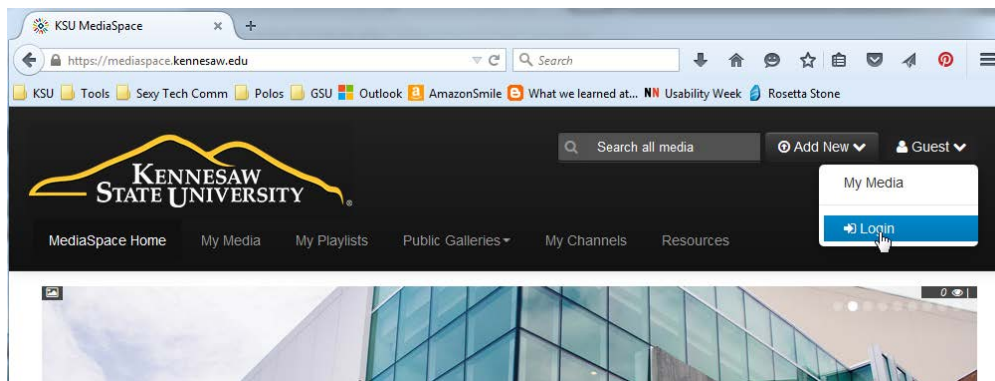 KSU MediaSpace × +
https://mediaspace.kennesaw.edu Search
KSU Tools Sexy Tech Comm Polos GSU Outlook AmazonSmile What we learned at... NN Usability Week Rosetta Stone
KENNESAW
STATE UNIVERSITY
Search all media Add New Guest
My Media
Login
MediaSpace Home My Media My Playlists Public Galleries My Channels Resources
0